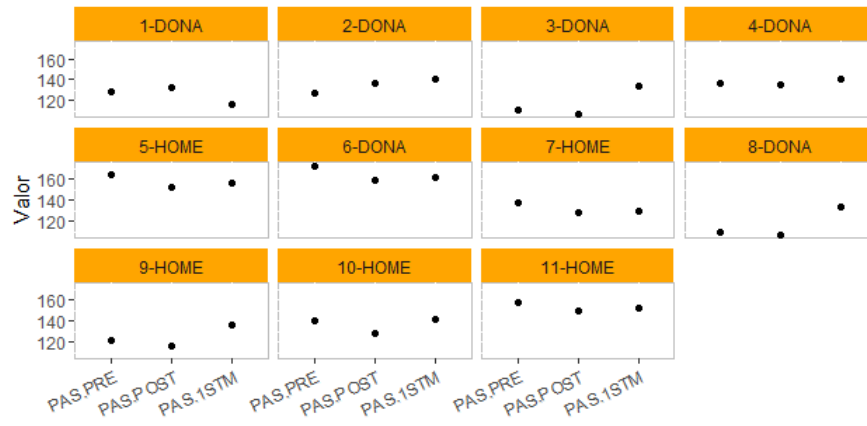 1-DONA 2-DONA 3-DONA 4-DONA
160
140
120
5-HOME 6-DONA 7-HOME 8-DONA
Valor
160
140
120
9-HOME 10-HOME 11-HOME
160
140
120
PAS,PRE PAS,POST PAS.1STM PAS,PRE PAS,POST PAS.1STM PAS,PRE PAS,POST PAS.1STM